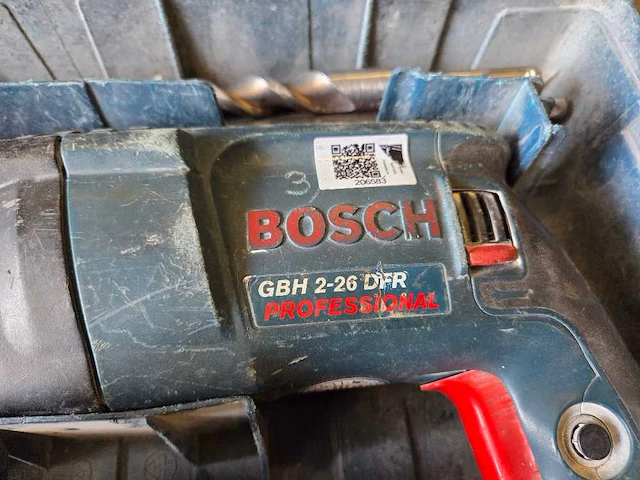 206583
3
BOSCH
GBH 2-26 DFR
PROFESSIONAL